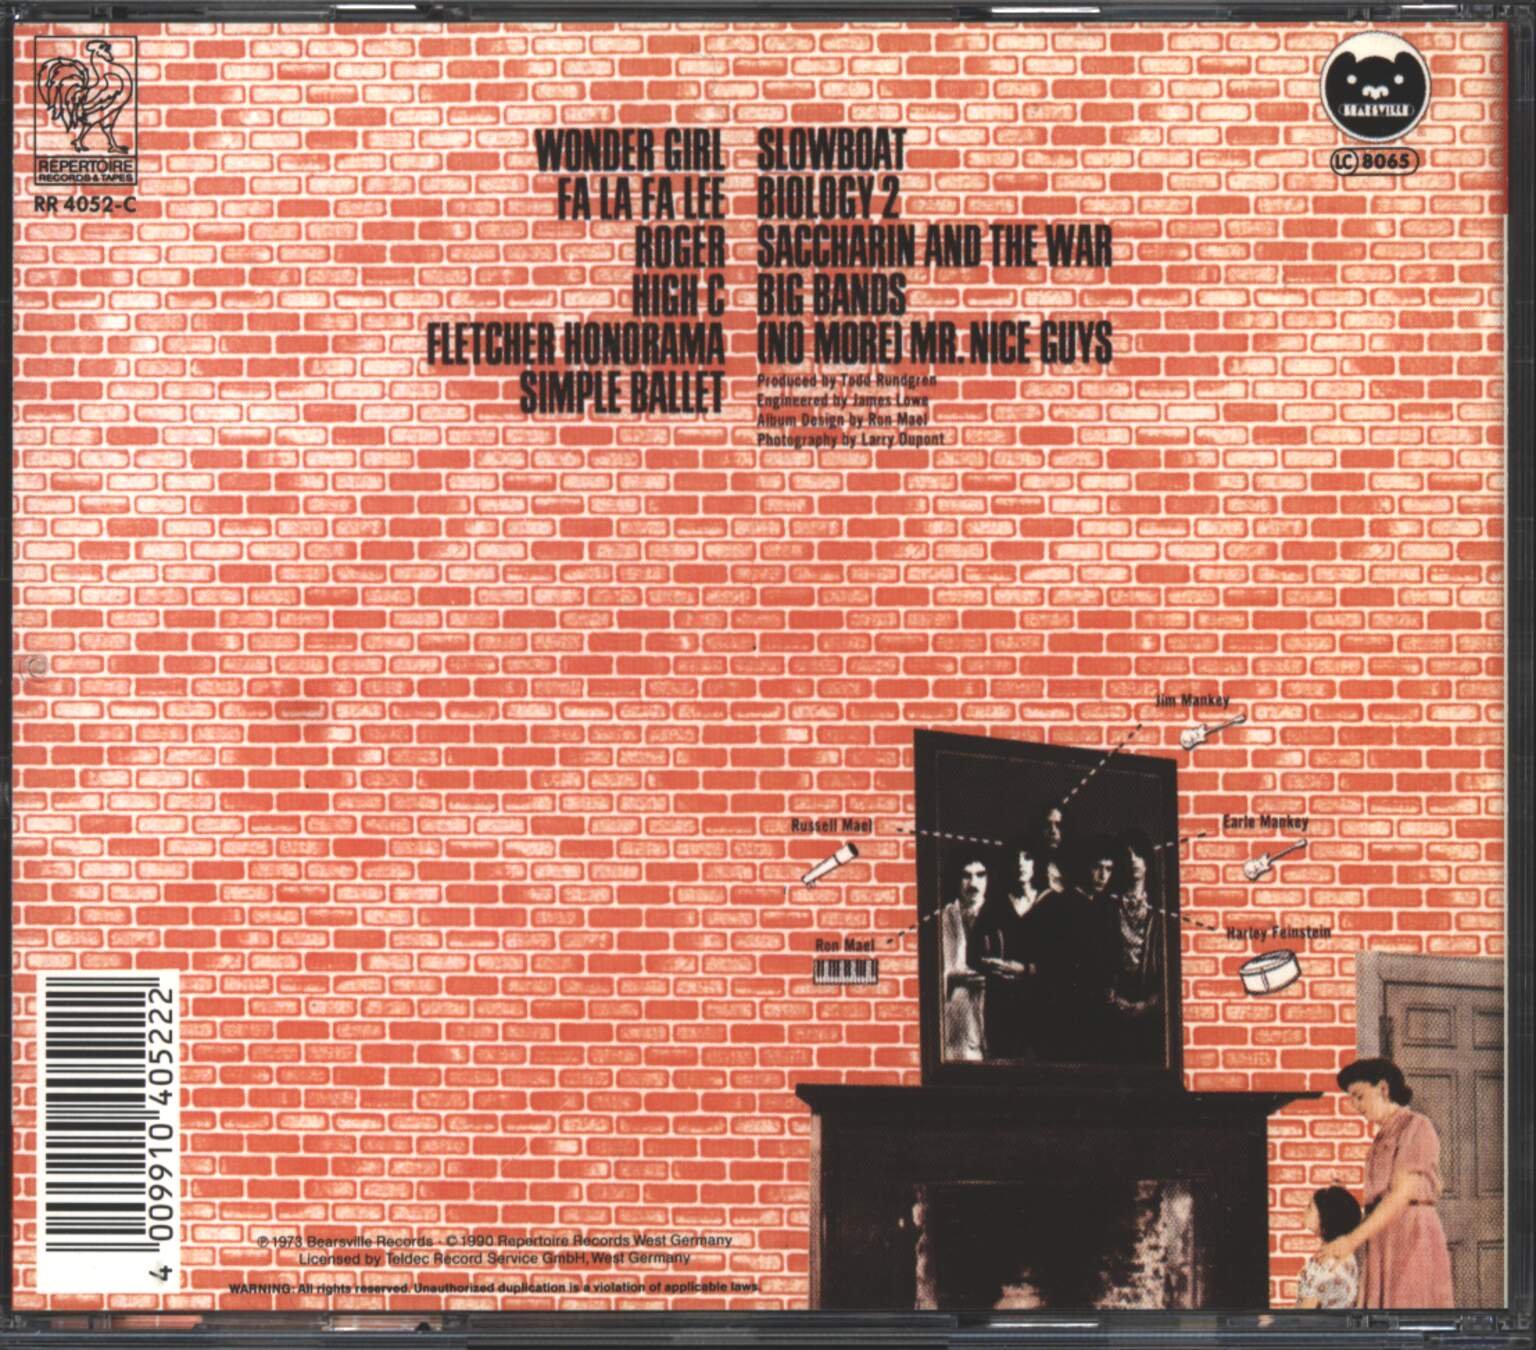 REPERTOIRE
RECORDS & TAPES
RR 4052-C
BEARSVILLE
LC 8065
WONDER GIRL
FA LA FA LEE
ROGER
HIGH C
FLETCHER HONORAMA
SIMPLE BALLET
SLOWBOAT
BIOLOGY 2
SACCHARIN AND THE WAR
BIG BANDS
(NO MORE) MR. NICE GUYS
Produced by Todd Rundgren
Engineered by James Lowe
Album Design by Ron Mael
Photography by Larry Dupont
Jim Mankey
Russell Mael
Earle Mankey
Ron Mael
Harley Feinstein
4 009910 405222
℗ 1973 Bearsville Records · © 1990 Repertoire Records West Germany
Licensed by Teldec Record Service GmbH, West Germany
WARNING: All rights reserved. Unauthorized duplication is a violation of applicable laws.